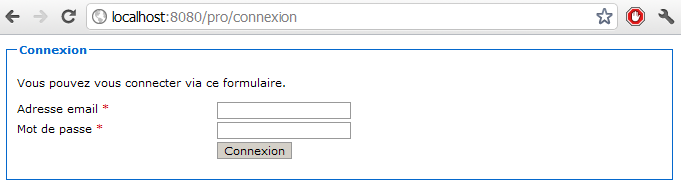 localhost:8080/pro/connexion
Connexion
Vous pouvez vous connecter via ce formulaire.
Adresse email *
Mot de passe *
Connexion